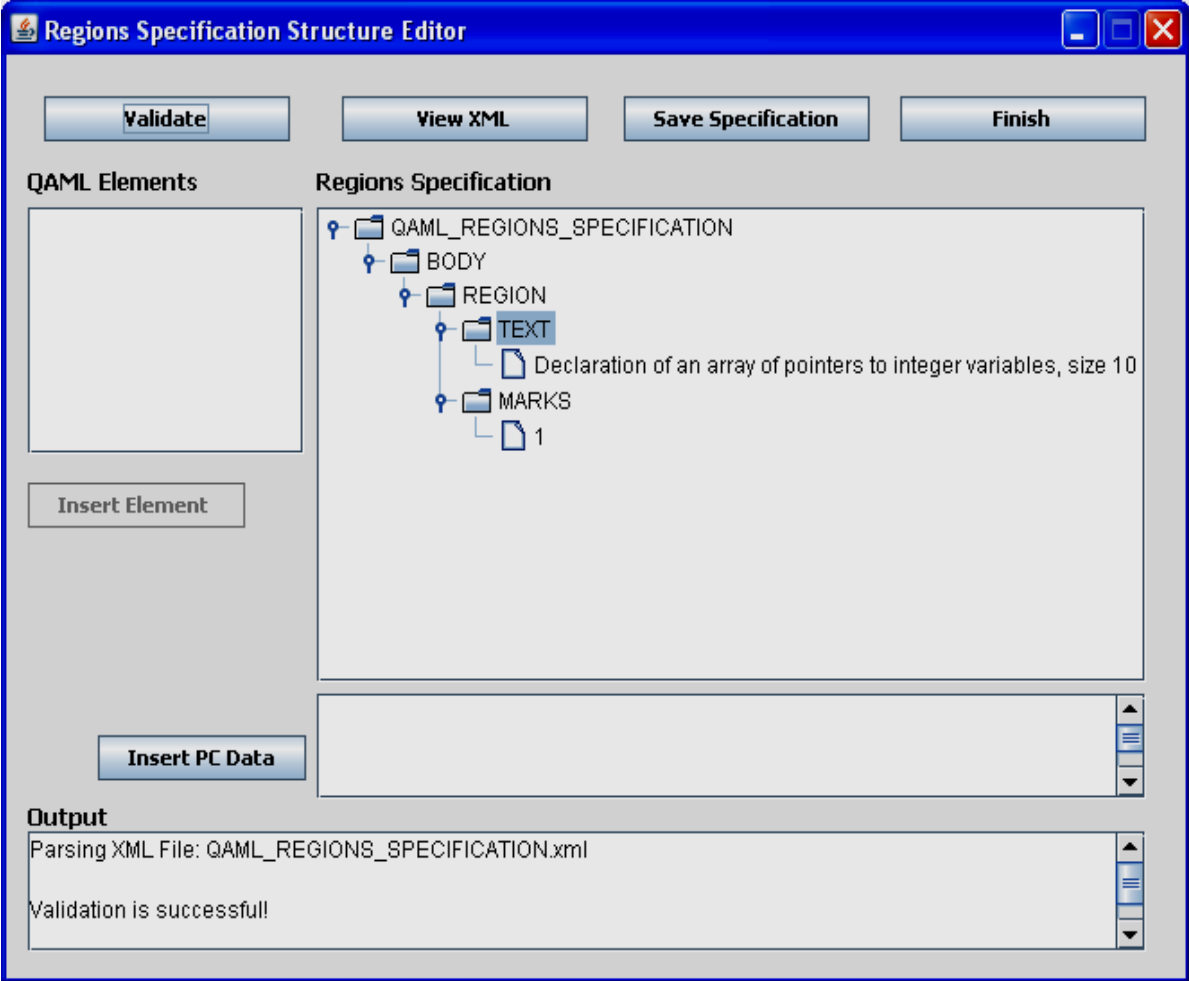 Regions Specification Structure Editor
Validate View XML Save Specification Finish
QAML Elements Regions Specification
QAML_REGIONS_SPECIFICATION
BODY
REGION
TEXT
Declaration of an array of pointers to integer variables, size 10
MARKS
1
Insert Element
Insert PC Data
Output
Parsing XML File: QAML_REGIONS_SPECIFICATION.xml
Validation is successful!